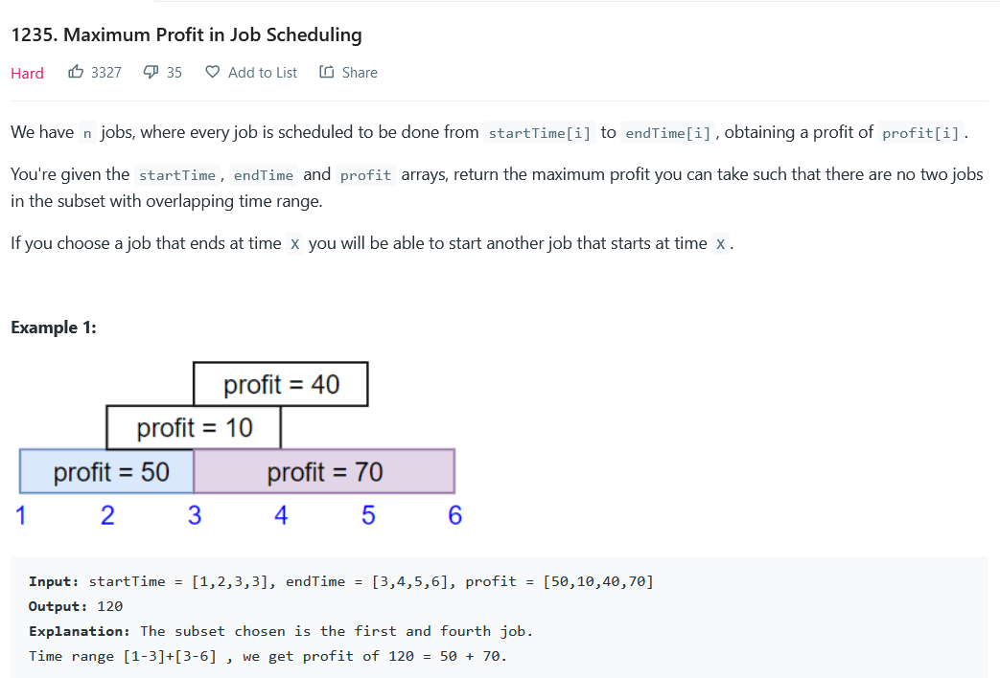 1235. Maximum Profit in Job Scheduling
Hard 3327 35 Add to List Share
We have n jobs, where every job is scheduled to be done from startTime[i] to endTime[i], obtaining a profit of profit[i].
You're given the startTime, endTime and profit arrays, return the maximum profit you can take such that there are no two jobs
in the subset with overlapping time range.
If you choose a job that ends at time X you will be able to start another job that starts at time X.
Example 1:
profit = 40
profit = 10
profit = 50 profit = 70
1 2 3 4 5 6
Input: startTime = [1,2,3,3], endTime = [3,4,5,6], profit = [50,10,40,70]
Output: 120
Explanation: The subset chosen is the first and fourth job.
Time range [1-3]+[3-6] , we get profit of 120 = 50 + 70.